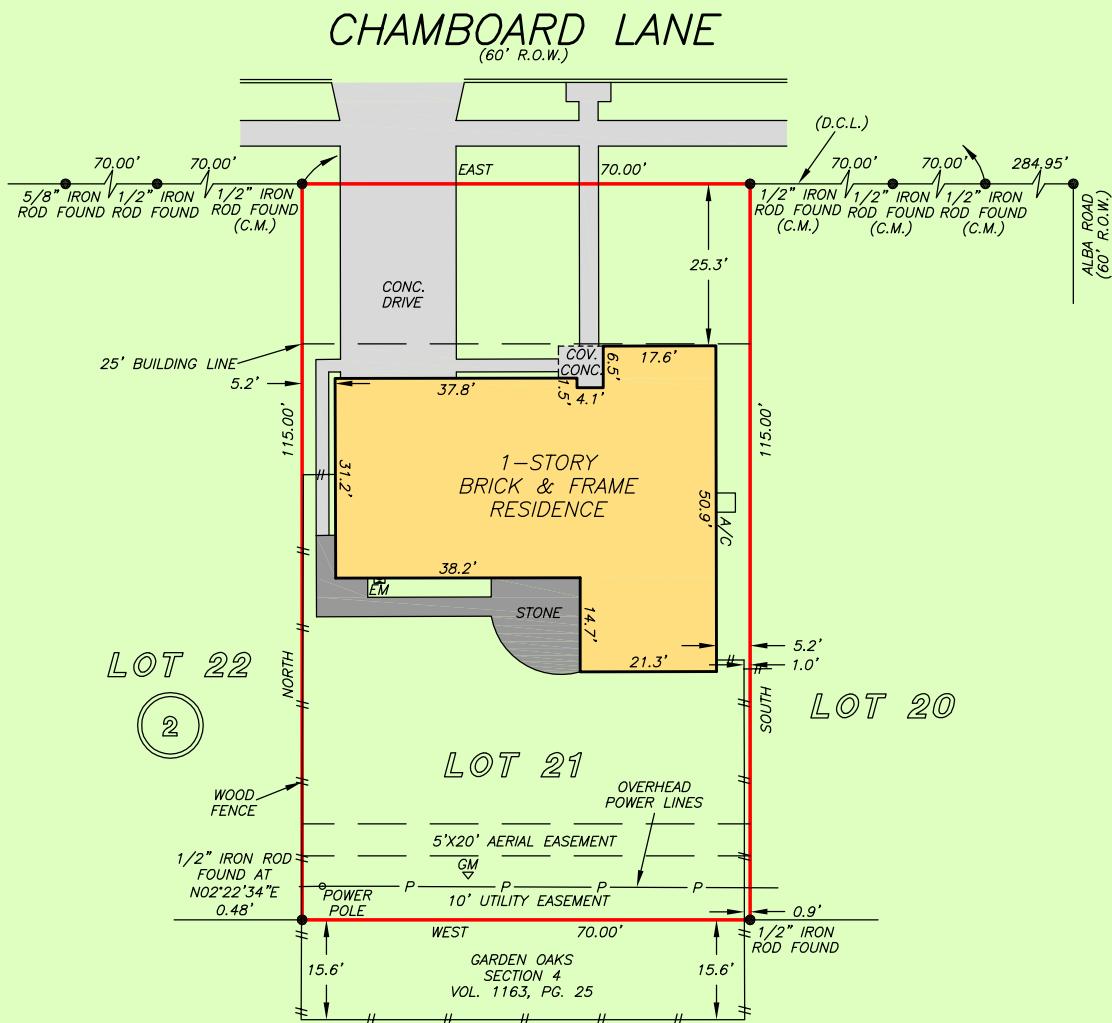 CHAMBOARD LANE
(60' R.O.W.)
(D.C.L.)
70.00'
70.00'
EAST
70.00'
70.00'
70.00'
284.95'
5/8" IRON
ROD FOUND
1/2" IRON
ROD FOUND
1/2" IRON
ROD FOUND
(C.M.)
1/2" IRON
ROD FOUND
(C.M.)
1/2" IRON
ROD FOUND
(C.M.)
1/2" IRON
ROD FOUND
(C.M.)
ALBA ROAD
(60' R.O.W.)
25.3'
CONC.
DRIVE
25' BUILDING LINE
COV.
CONC.
6.5'
17.6'
5.2'
37.8'
1.5'
4.1'
115.00'
115.00'
31.2'
1-STORY
BRICK & FRAME
RESIDENCE
50.9'
A/C
38.2'
EM
STONE
14.7'
21.3'
5.2'
1.0'
LOT 22
2
NORTH
SOUTH
LOT 20
LOT 21
WOOD
FENCE
OVERHEAD
POWER LINES
5'X20' AERIAL EASEMENT
GM
1/2" IRON ROD
FOUND AT
N02°22'34"E
0.48'
P
P
P
P
POWER
POLE
10' UTILITY EASEMENT
0.9'
WEST
70.00'
1/2" IRON
ROD FOUND
15.6'
GARDEN OAKS
SECTION 4
VOL. 1163, PG. 25
15.6'